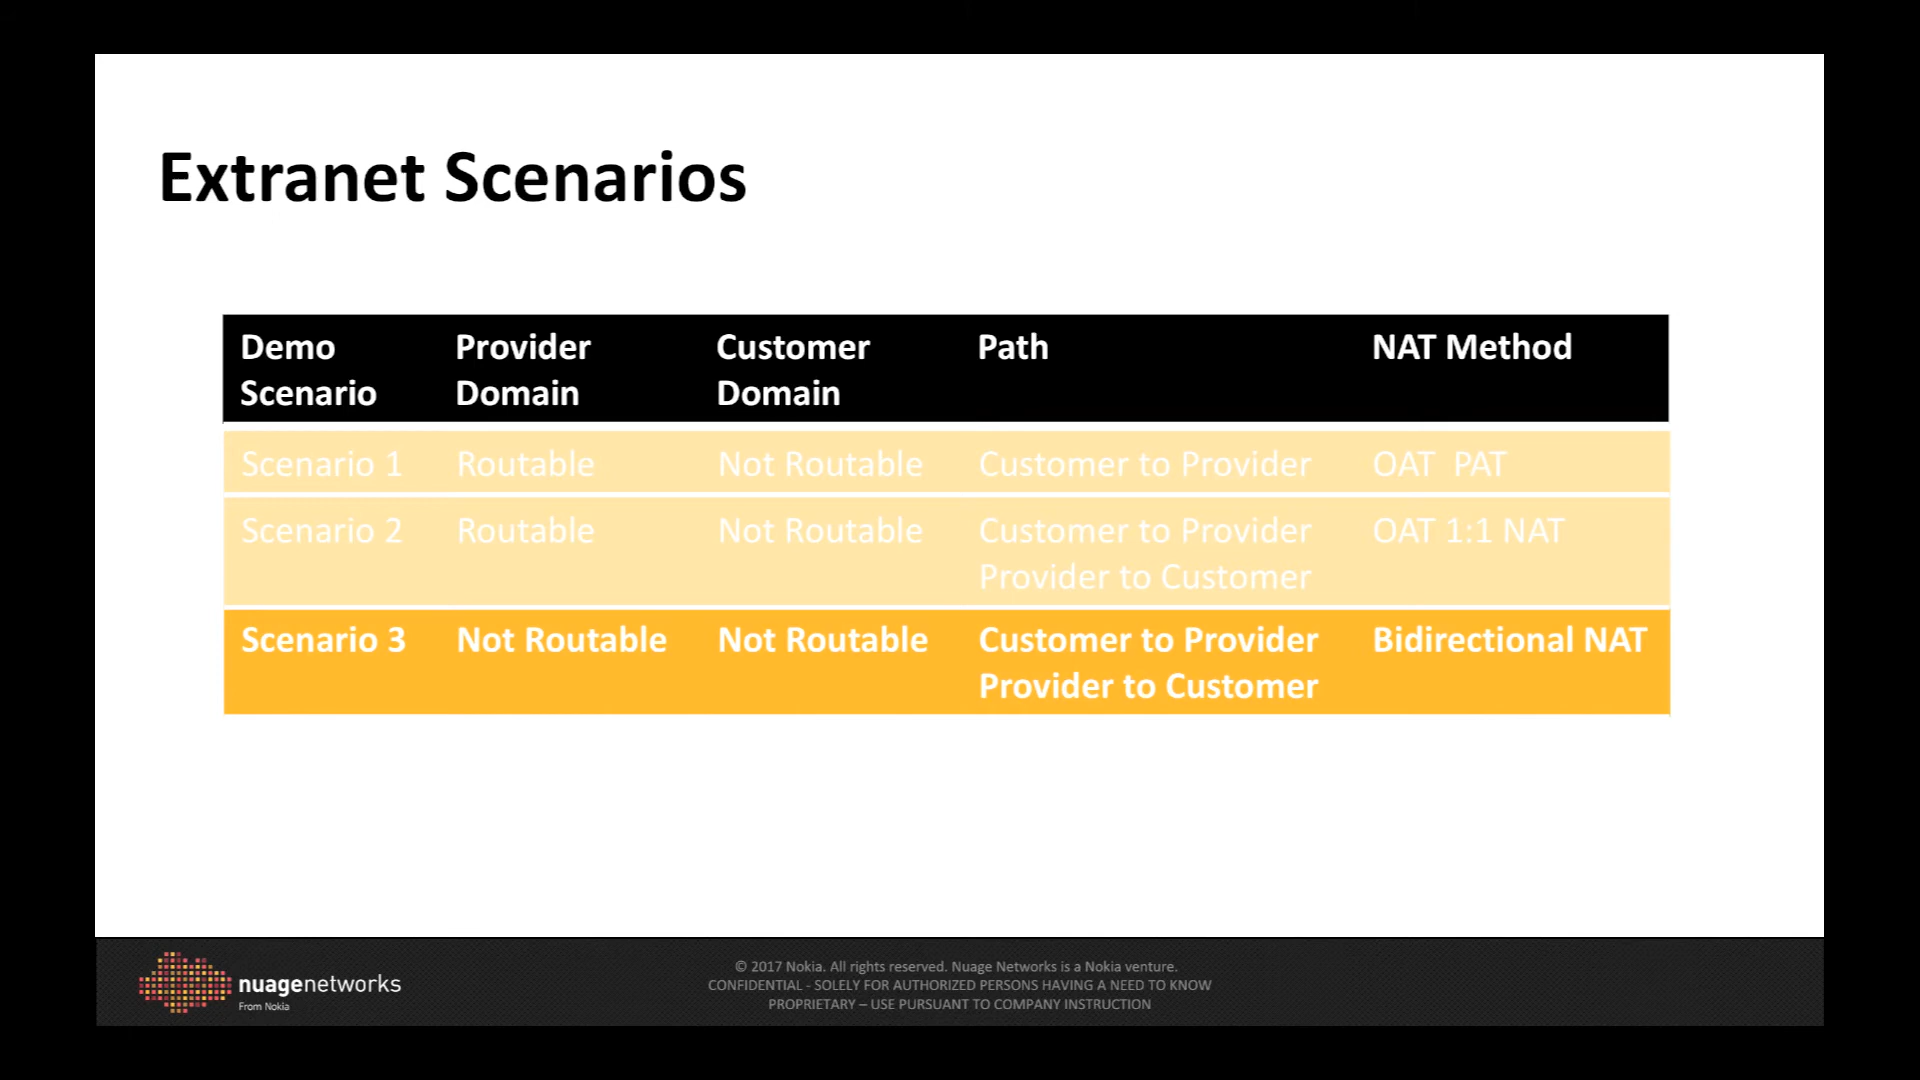 Extranet Scenarios
Demo Scenario Provider Domain Customer Domain Path NAT Method
Scenario 1 Routable Not Routable Customer to Provider OAT PAT
Scenario 2 Routable Not Routable Customer to Provider OAT 1:1 NAT
Provider to Customer
Scenario 3 Not Routable Not Routable Customer to Provider Bidirectional NAT
Provider to Customer
nuagenetworks
From Nokia
© 2017 Nokia. All rights reserved. Nuage Networks is a Nokia venture.
CONFIDENTIAL - SOLELY FOR AUTHORIZED PERSONS HAVING A NEED TO KNOW
PROPRIETARY – USE PURSUANT TO COMPANY INSTRUCTION